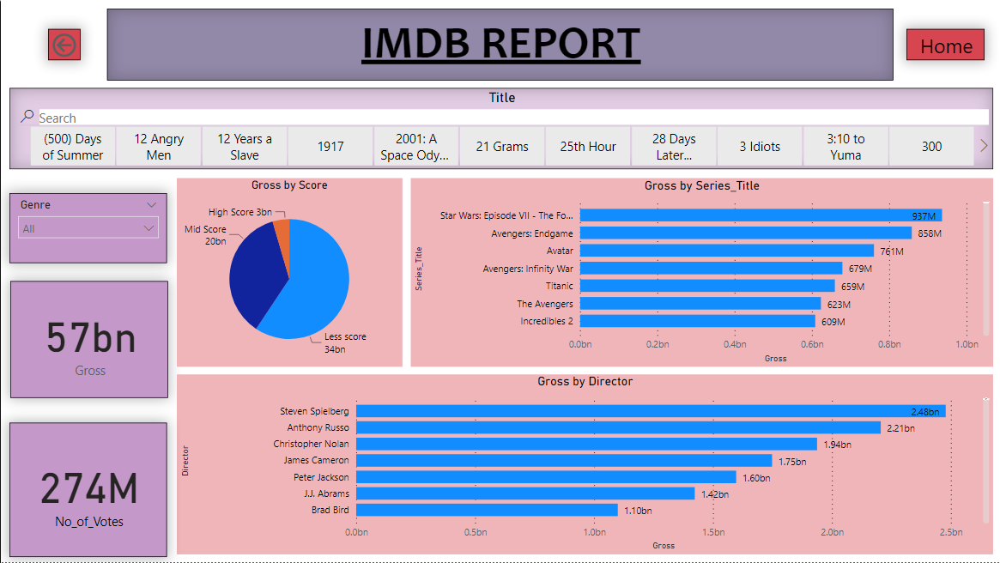 IMDB REPORT
Home
Title
Search
(500) Days
of Summer
12 Angry
Men
12 Years a
Slave
1917
2001: A
Space Ody...
21 Grams
25th Hour
28 Days
Later...
3 Idiots
3:10 to
Yuma
300
Genre
All
57bn
Gross
274M
No_of_Votes
Gross by Score
High Score 3bn
Mid Score
20bn
Less score
34bn
Gross by Series_Title
Series_Title
Star Wars: Episode VII - The Fo... 937M
Avengers: Endgame 858M
Avatar 761M
Avengers: Infinity War 679M
Titanic 659M
The Avengers 623M
Incredibles 2 609M
0.0bn 0.2bn 0.4bn 0.6bn 0.8bn 1.0bn
Gross
Gross by Director
Director
Steven Spielberg 2.48bn
Anthony Russo 2.21bn
Christopher Nolan 1.94bn
James Cameron 1.75bn
Peter Jackson 1.60bn
J.J. Abrams 1.42bn
Brad Bird 1.10bn
0.0bn 0.5bn 1.0bn 1.5bn 2.0bn 2.5bn
Gross